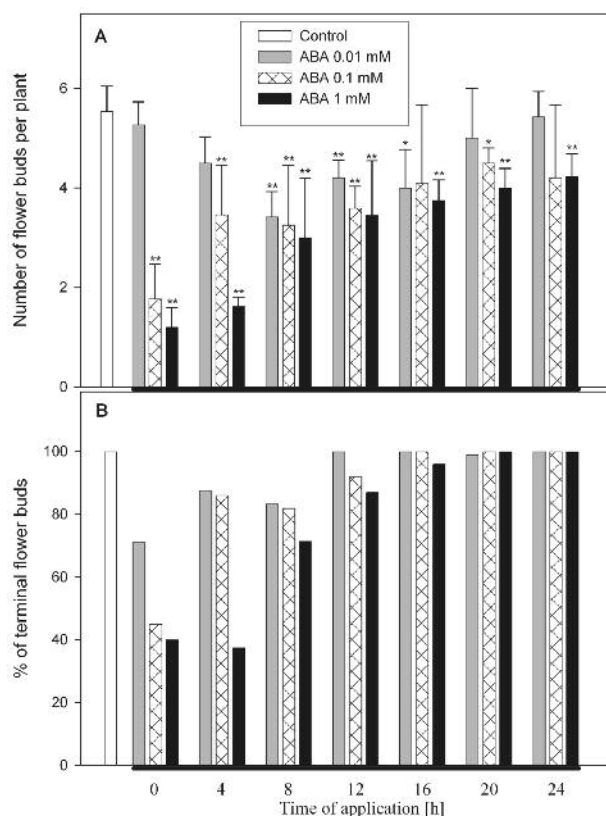 Control
A
ABA 0.01 mM
ABA 0.1 mM
ABA 1 mM
Number of flower buds per plant
6
4
2
0
** ** ** ** ** ** ** ** ** * ** * ** **
B
% of terminal flower buds
100
80
60
40
20
0
0 4 8 12 16 20 24
Time of application [h]